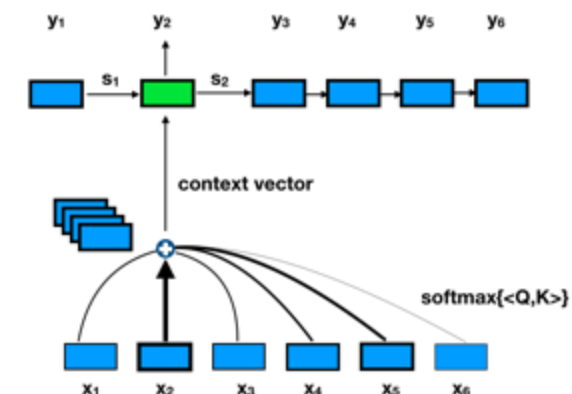 y₁ y₂ y₃ y₄ y₅ y₆
s₁ s₂
context vector
softmax{<Q,K>}
x₁ x₂ x₃ x₄ x₅ x₆